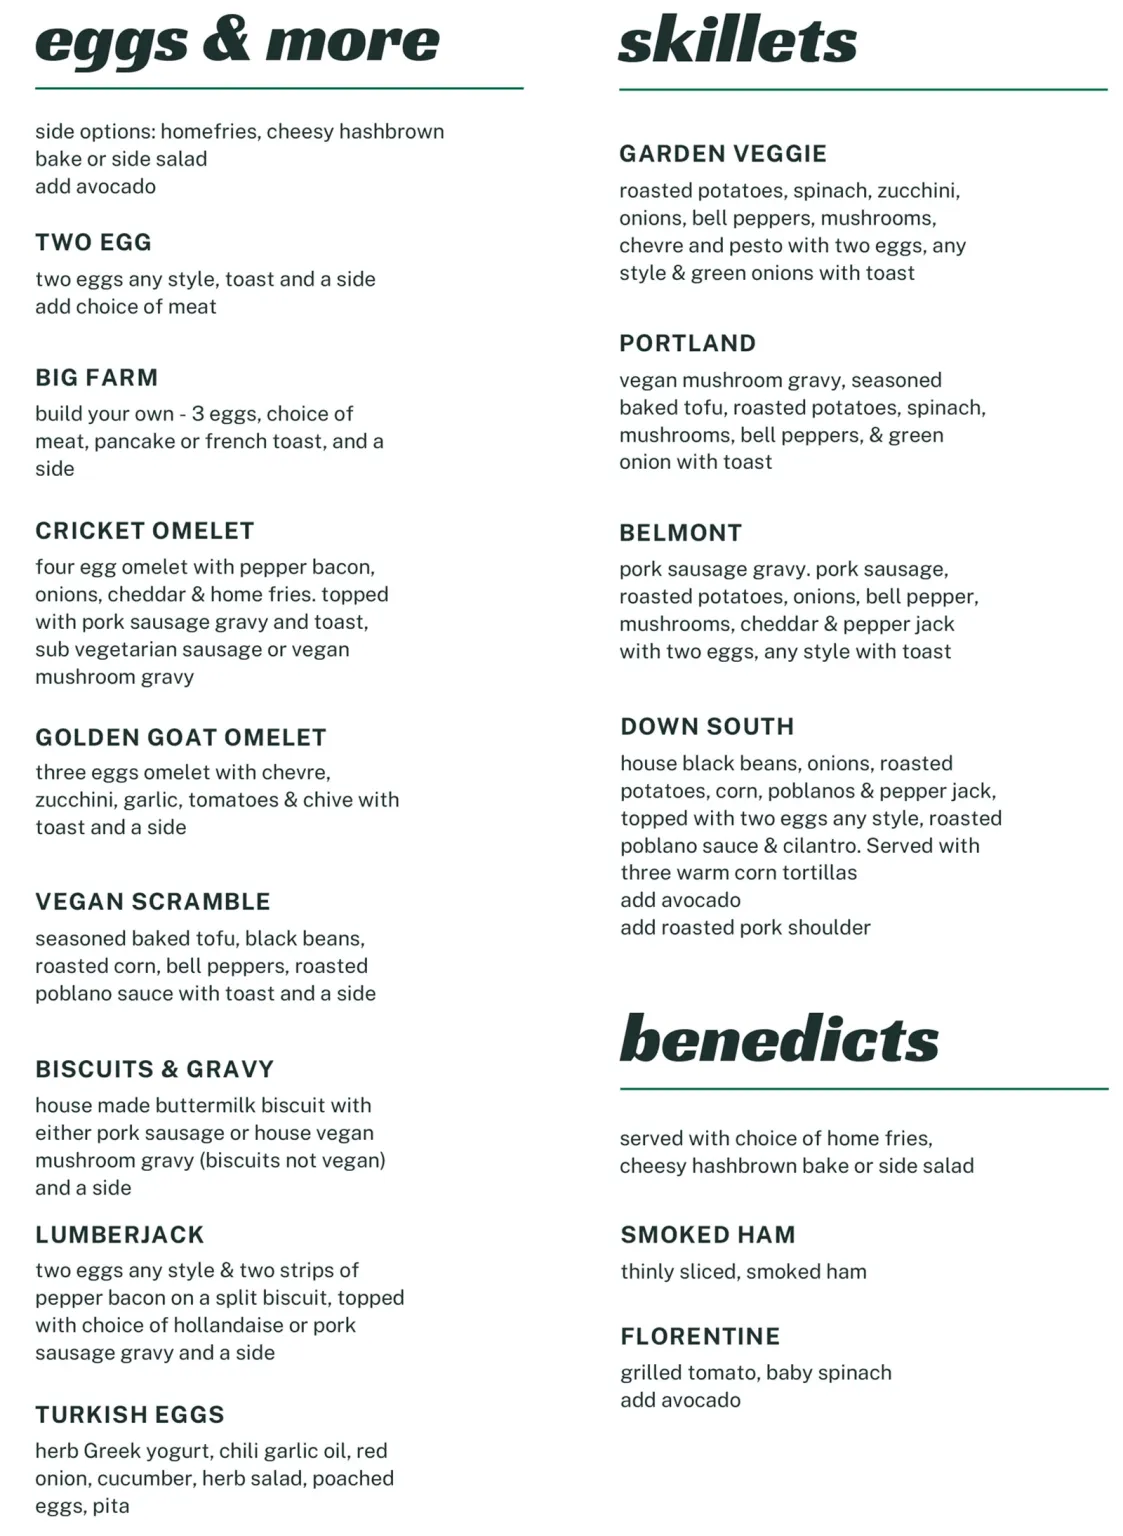 eggs & more
side options: homefries, cheesy hashbrown
bake or side salad
add avocado
TWO EGG
two eggs any style, toast and a side
add choice of meat
BIG FARM
build your own - 3 eggs, choice of
meat, pancake or french toast, and a
side
CRICKET OMELET
four egg omelet with pepper bacon,
onions, cheddar & home fries. topped
with pork sausage gravy and toast,
sub vegetarian sausage or vegan
mushroom gravy
GOLDEN GOAT OMELET
three eggs omelet with chevre,
zucchini, garlic, tomatoes & chive with
toast and a side
VEGAN SCRAMBLE
seasoned baked tofu, black beans,
roasted corn, bell peppers, roasted
poblano sauce with toast and a side
BISCUITS & GRAVY
house made buttermilk biscuit with
either pork sausage or house vegan
mushroom gravy (biscuits not vegan)
and a side
LUMBERJACK
two eggs any style & two strips of
pepper bacon on a split biscuit, topped
with choice of hollandaise or pork
sausage gravy and a side
TURKISH EGGS
herb Greek yogurt, chili garlic oil, red
onion, cucumber, herb salad, poached
eggs, pita
skillets
GARDEN VEGGIE
roasted potatoes, spinach, zucchini,
onions, bell peppers, mushrooms,
chevre and pesto with two eggs, any
style & green onions with toast
PORTLAND
vegan mushroom gravy, seasoned
baked tofu, roasted potatoes, spinach,
mushrooms, bell peppers, & green
onion with toast
BELMONT
pork sausage gravy. pork sausage,
roasted potatoes, onions, bell pepper,
mushrooms, cheddar & pepper jack
with two eggs, any style with toast
DOWN SOUTH
house black beans, onions, roasted
potatoes, corn, poblanos & pepper jack,
topped with two eggs any style, roasted
poblano sauce & cilantro. Served with
three warm corn tortillas
add avocado
add roasted pork shoulder
benedicts
served with choice of home fries,
cheesy hashbrown bake or side salad
SMOKED HAM
thinly sliced, smoked ham
FLORENTINE
grilled tomato, baby spinach
add avocado